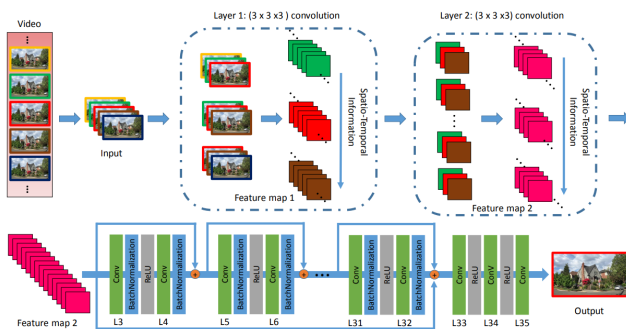 Video
Layer 1: (3 x 3 x3) convolution
Layer 2: (3 x 3 x3) convolution
Input
Spatio-Temporal
Information
Feature map 1
Spatio-Temporal
Information
Feature map 2
Feature map 2
Conv
BatchNormalization
ReLU
Conv
BatchNormalization
+
Conv
BatchNormalization
ReLU
Conv
BatchNormalization
+
Conv
BatchNormalization
ReLU
Conv
BatchNormalization
+
Conv
ReLU
Conv
ReLU
Conv
L3
L4
L5
L6
L31
L32
L33
L34
L35
Output